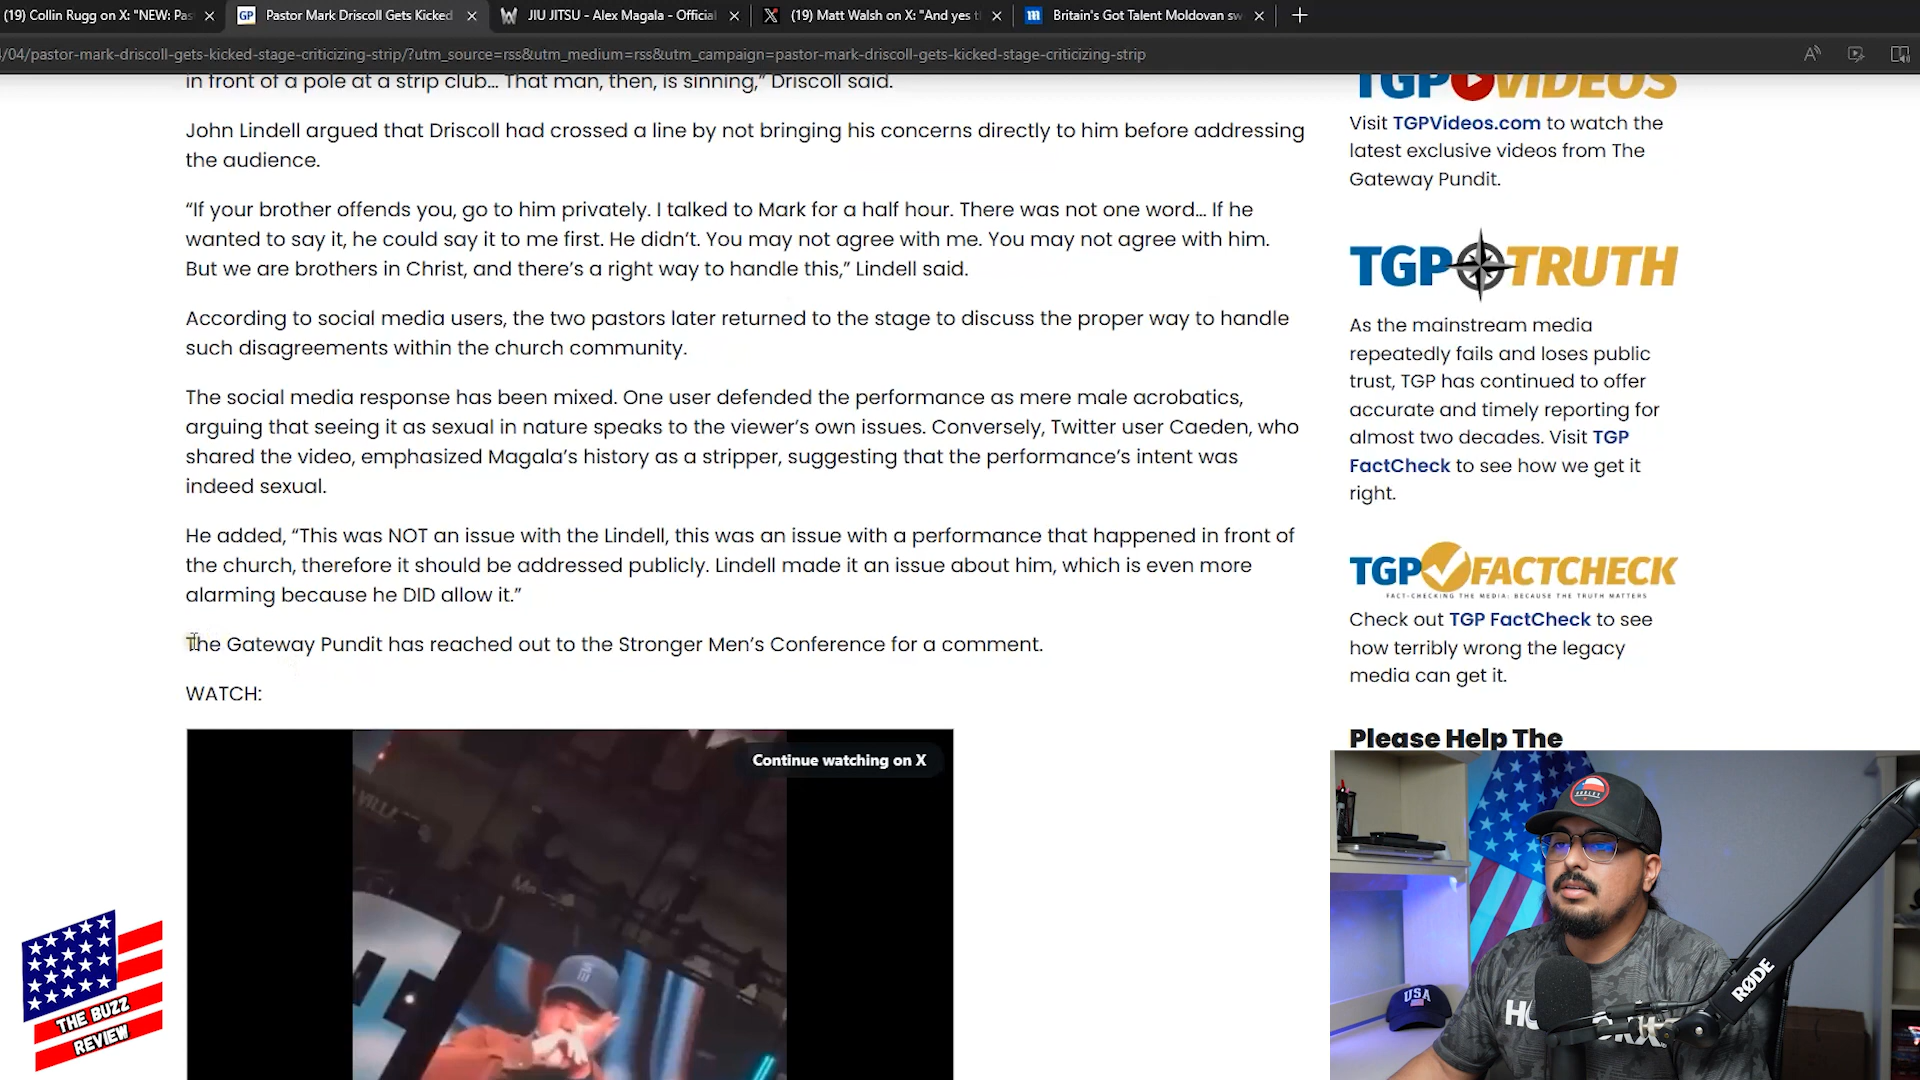 (19) Collin Rugg on X: "NEW: Pas
Pastor Mark Driscoll Gets Kicked
JIU JITSU - Alex Magala - Official
(19) Matt Walsh on X: "And yes t
Britain's Got Talent Moldovan sw
/04/pastor-mark-driscoll-gets-kicked-stage-criticizing-strip/?utm_source=rss&utm_medium=rss&utm_campaign=pastor-mark-driscoll-gets-kicked-stage-criticizing-strip
in front of a pole at a strip club… That man, then, is sinning,” Driscoll said.
John Lindell argued that Driscoll had crossed a line by not bringing his concerns directly to him before addressing
the audience.
“If your brother offends you, go to him privately. I talked to Mark for a half hour. There was not one word… If he
wanted to say it, he could say it to me first. He didn’t. You may not agree with me. You may not agree with him.
But we are brothers in Christ, and there’s a right way to handle this,” Lindell said.
According to social media users, the two pastors later returned to the stage to discuss the proper way to handle
such disagreements within the church community.
The social media response has been mixed. One user defended the performance as mere male acrobatics,
arguing that seeing it as sexual in nature speaks to the viewer’s own issues. Conversely, Twitter user Caeden, who
shared the video, emphasized Magala’s history as a stripper, suggesting that the performance’s intent was
indeed sexual.
He added, “This was NOT an issue with the Lindell, this was an issue with a performance that happened in front of
the church, therefore it should be addressed publicly. Lindell made it an issue about him, which is even more
alarming because he DID allow it.”
The Gateway Pundit has reached out to the Stronger Men’s Conference for a comment.
WATCH:
Continue watching on X
TGP VIDEOS
Visit TGPVideos.com to watch the
latest exclusive videos from The
Gateway Pundit.
TGP TRUTH
As the mainstream media
repeatedly fails and loses public
trust, TGP has continued to offer
accurate and timely reporting for
almost two decades. Visit TGP
FactCheck to see how we get it
right.
TGP FACTCHECK
FACT-CHECKING THE MEDIA: BECAUSE THE TRUTH MATTERS
Check out TGP FactCheck to see
how terribly wrong the legacy
media can get it.
Please Help The
THE BUZZ
REVIEW
USA
RØDE